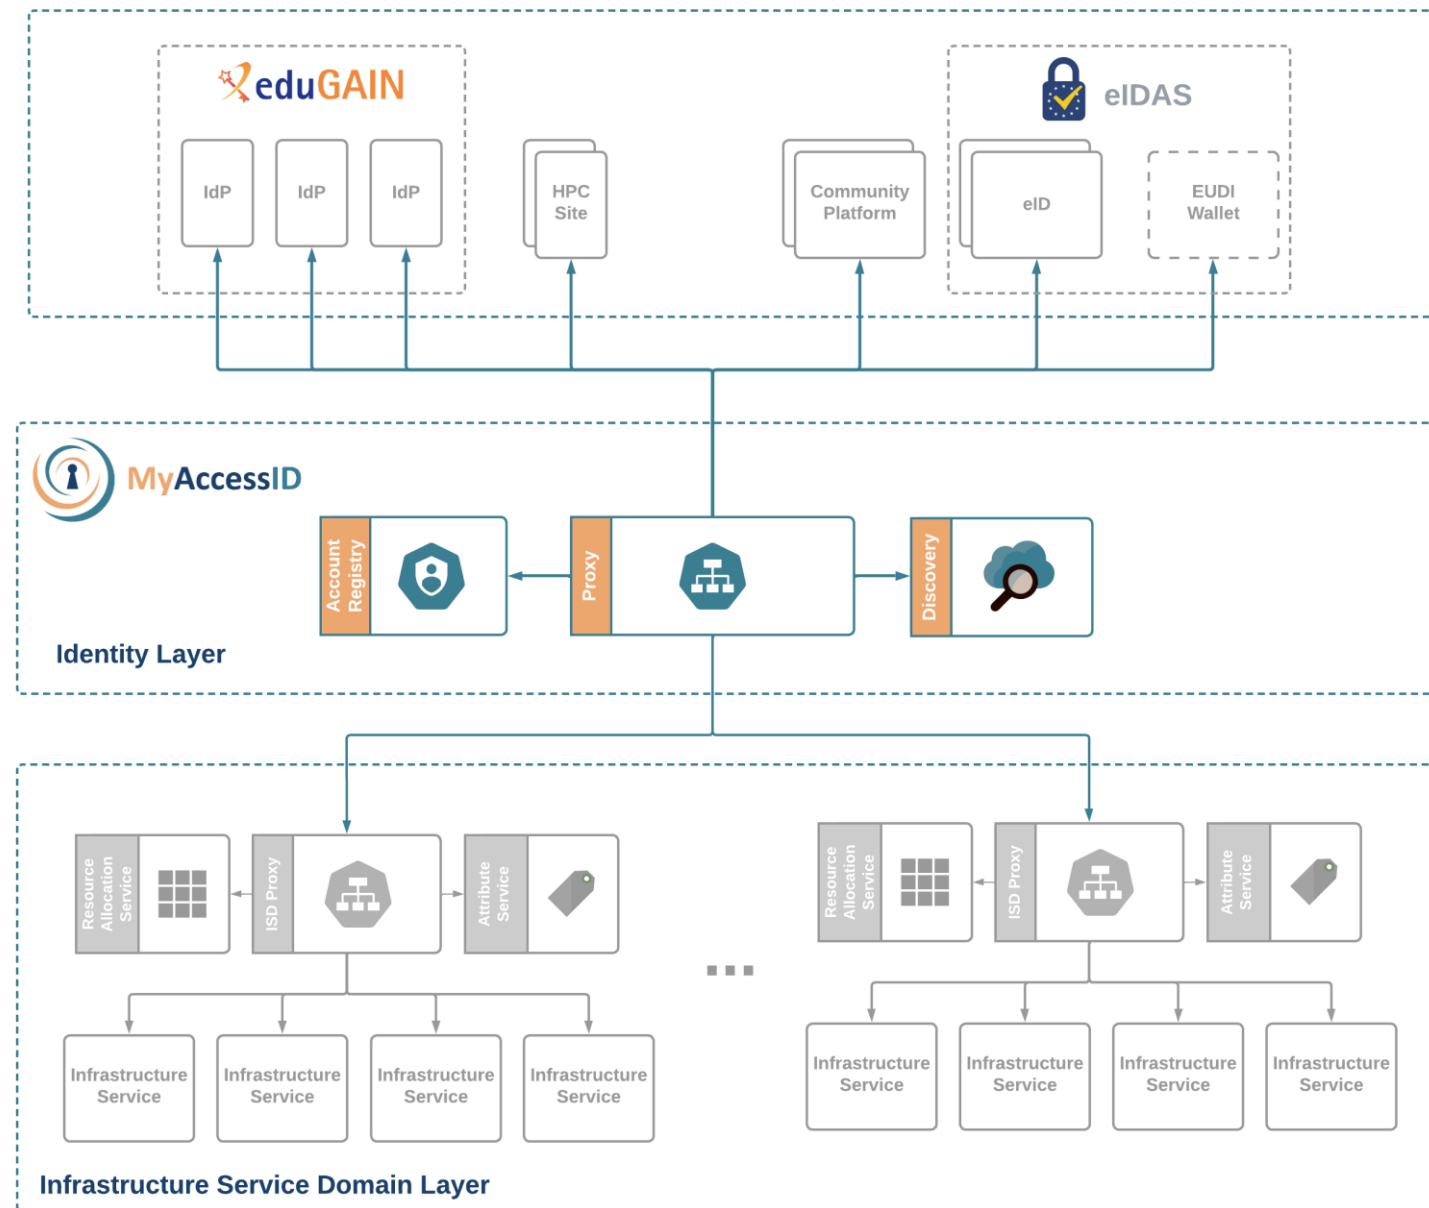 eduGAIN
eIDAS
IdP
IdP
IdP
HPC
Site
Community
Platform
eID
EUDI
Wallet
MyAccessID
Account
Registry
Proxy
Discovery
Identity Layer
Resource
Allocation
Service
ISD Proxy
Attribute
Service
Resource
Allocation
Service
ISD Proxy
Attribute
Service
...
Infrastructure
Service
Infrastructure
Service
Infrastructure
Service
Infrastructure
Service
Infrastructure
Service
Infrastructure
Service
Infrastructure
Service
Infrastructure
Service
Infrastructure Service Domain Layer